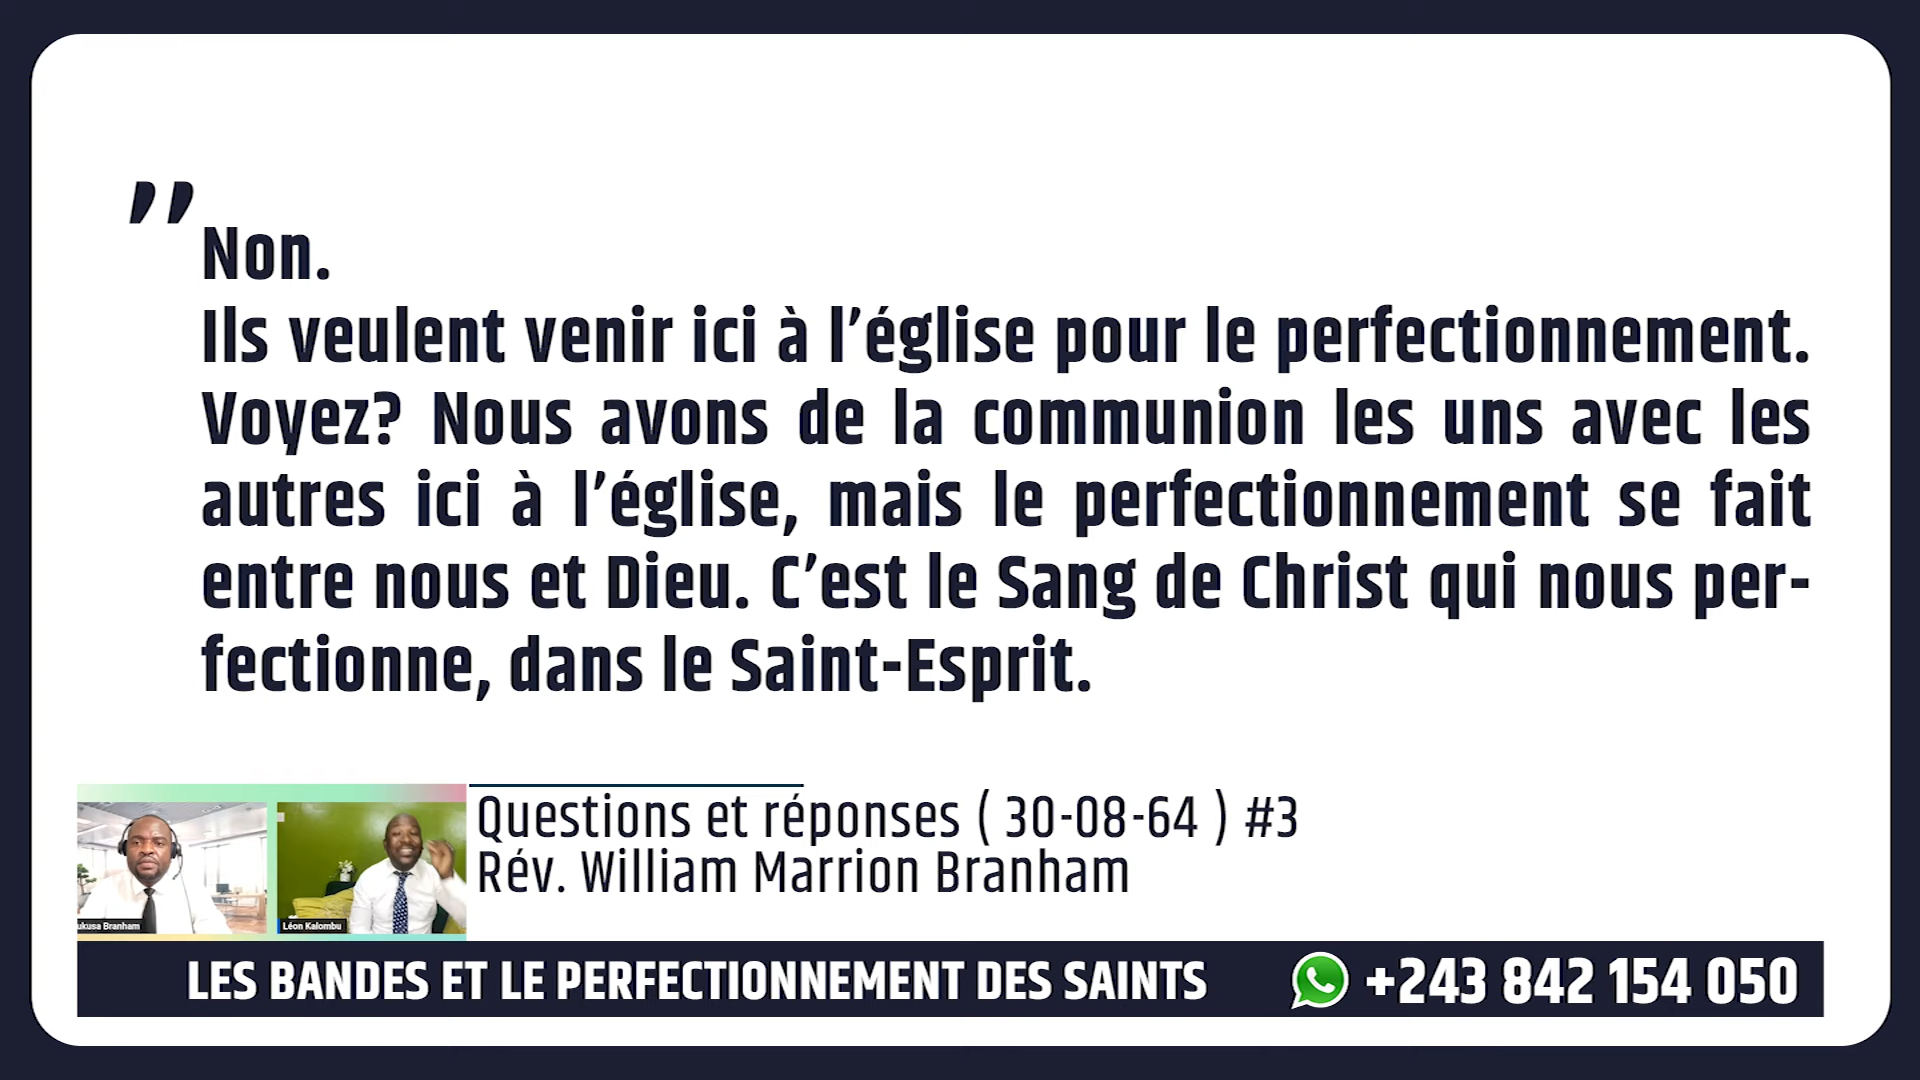 ”
Non.
Ils veulent venir ici à l’église pour le perfectionnement.
Voyez? Nous avons de la communion les uns avec les
autres ici à l’église, mais le perfectionnement se fait
entre nous et Dieu. C’est le Sang de Christ qui nous per-
fectionne, dans le Saint-Esprit.
Questions et réponses ( 30-08-64 ) #3
Rév. William Marrion Branham
ukusa Branham
Léon Kalombu
LES BANDES ET LE PERFECTIONNEMENT DES SAINTS
+243 842 154 050